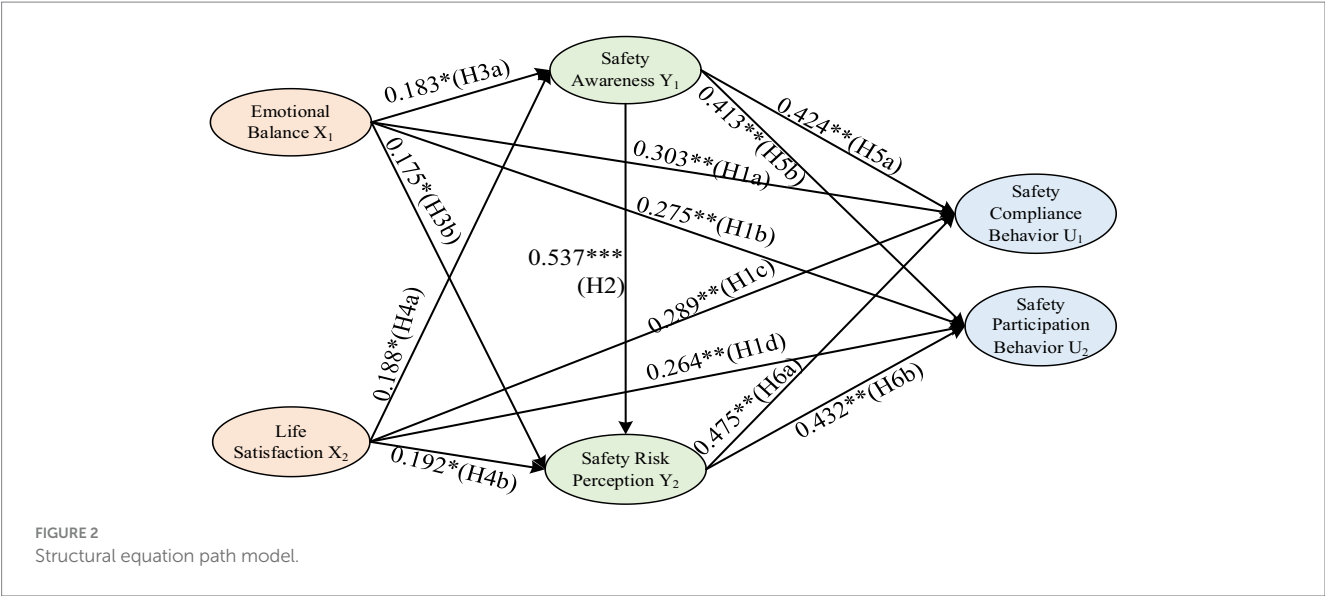 Safety
Awareness Y₁
0.183*(H3a)
Emotional
Balance X₁
0.413**(H5b)
0.424**(H5a)
0.303**(H1a)
0.175*(H3b)
Safety
Compliance
Behavior U₁
0.275**(H1b)
0.537***
(H2)
0.289**(H1c)
0.188*(H4a)
Safety
Participation
Behavior U₂
0.264**(H1d)
0.475**(H6a)
0.432**(H6b)
Life
Satisfaction X₂
0.192*(H4b)
Safety Risk
Perception Y₂
FIGURE 2
Structural equation path model.